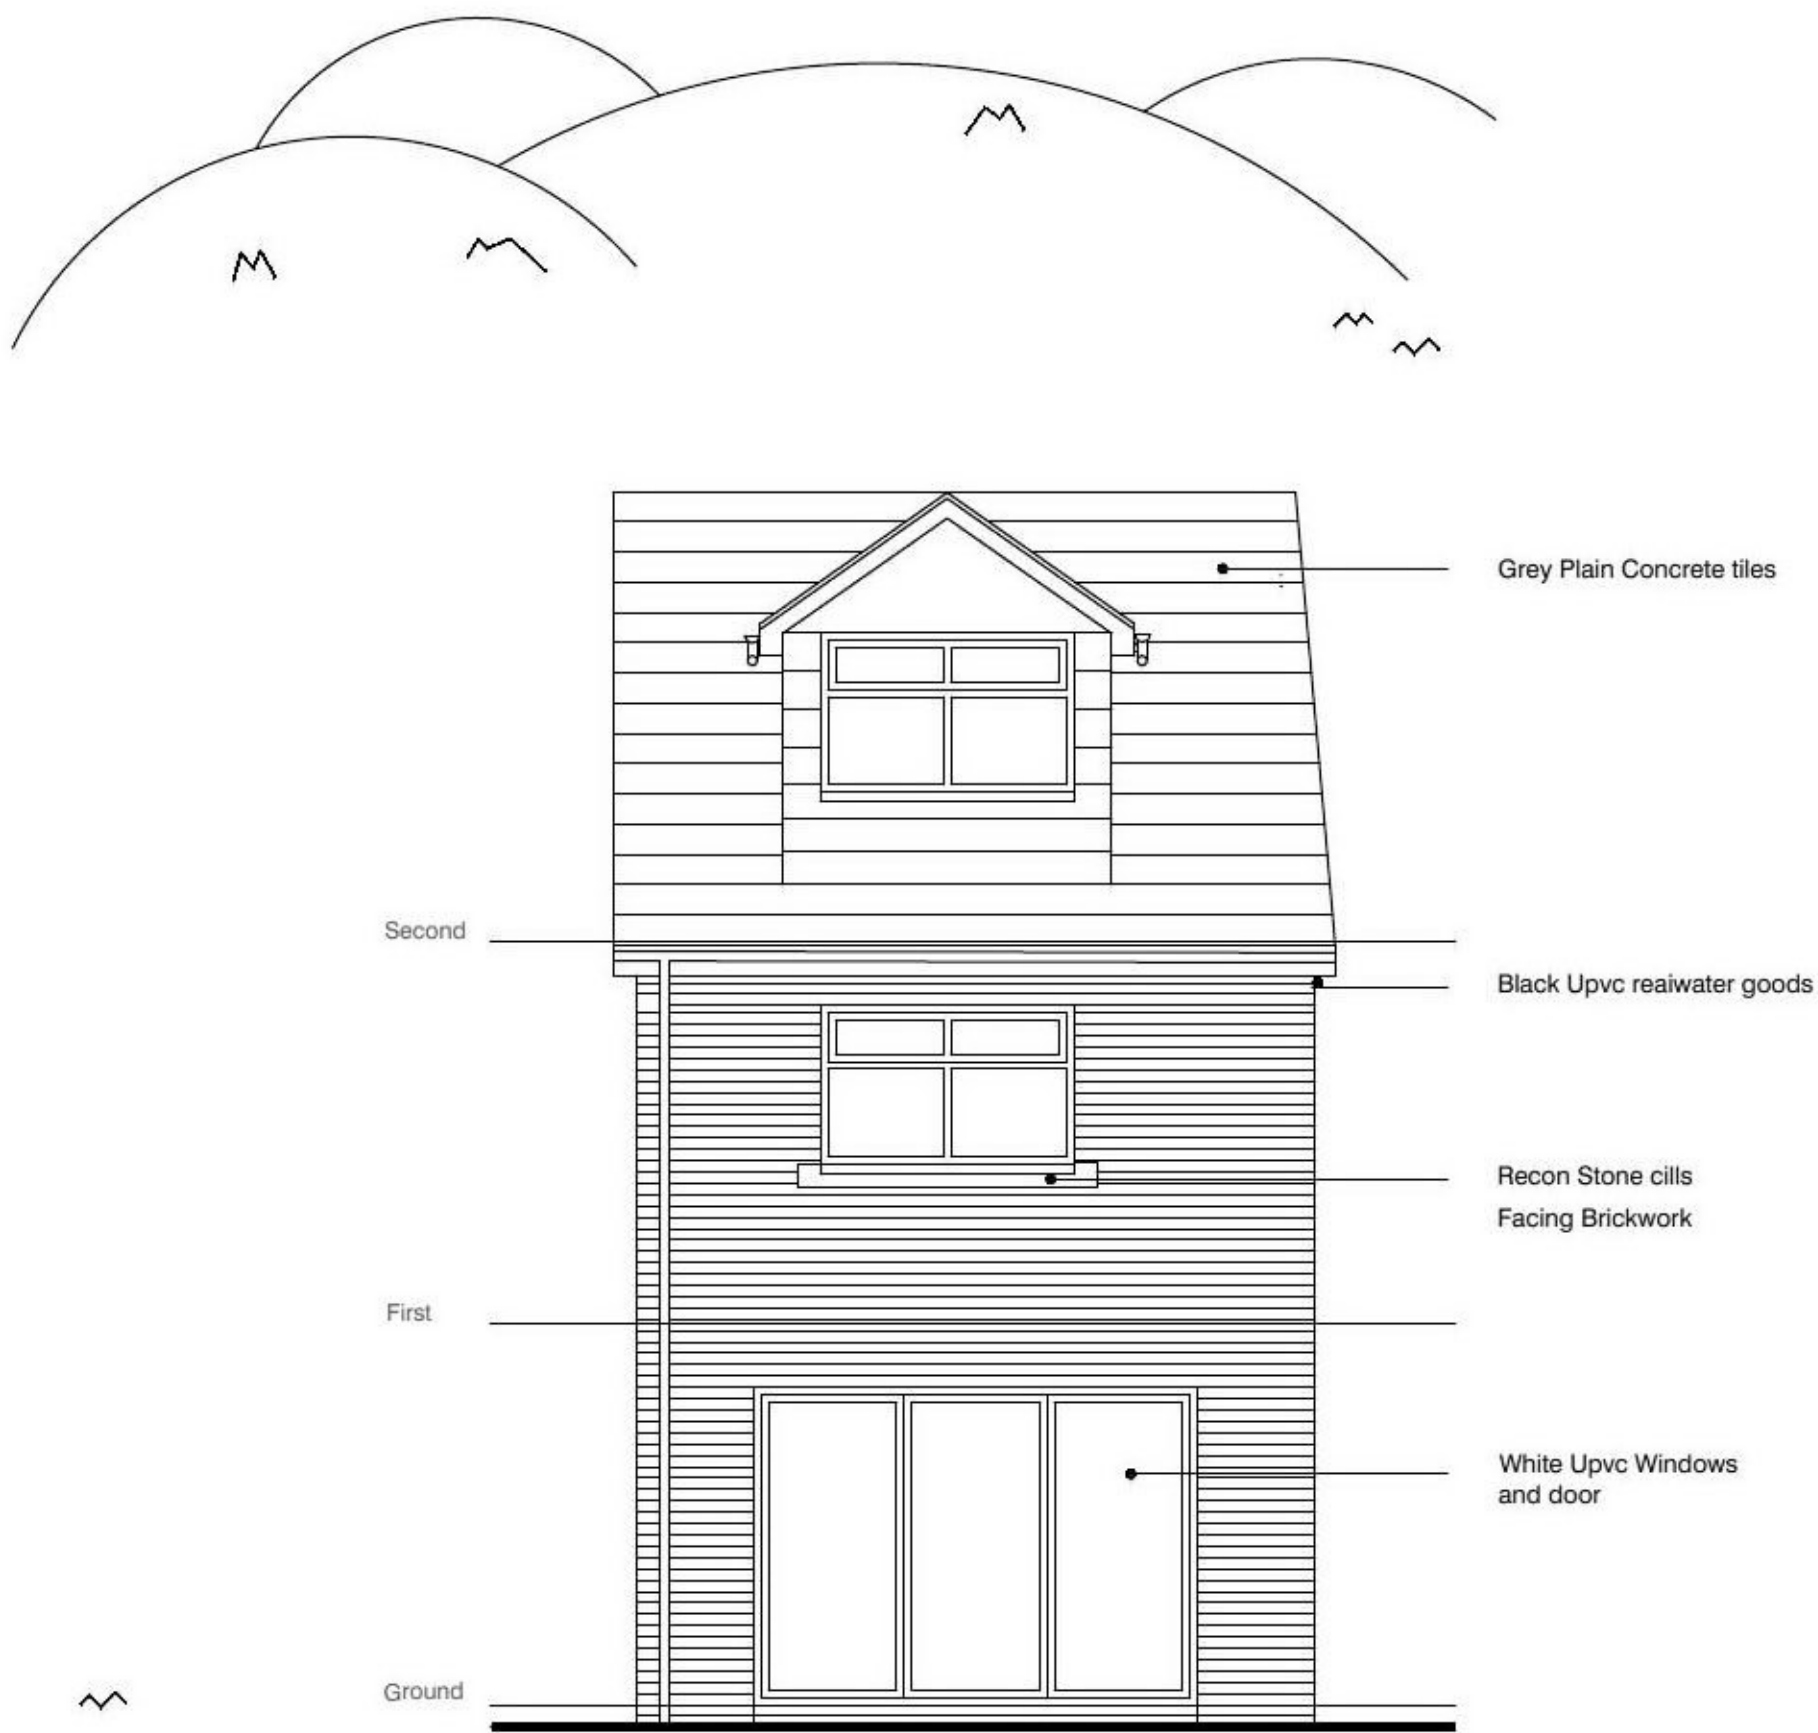 Grey Plain Concrete tiles
Second
Black Upvc reaiwater goods
Recon Stone cills
Facing Brickwork
First
White Upvc Windows
and door
Ground